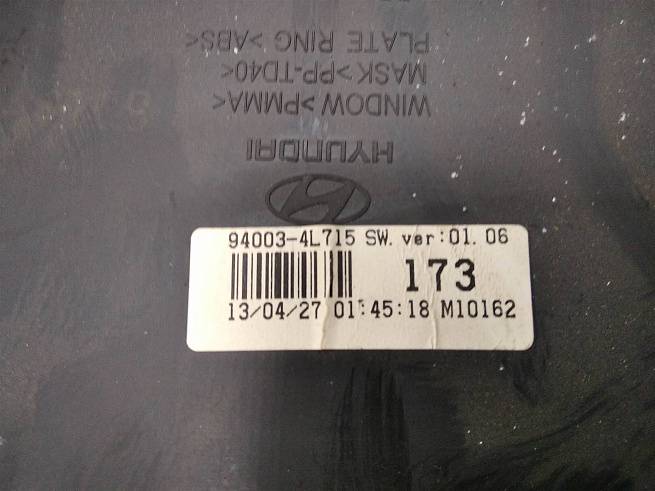 PLATE RING >ABS<
MASK >PP-TD40<
WINDOW >PMMA<
HYUNDAI
94003-4L715 SW. ver:01. 06
173
13/04/27 01:45:18 M10162